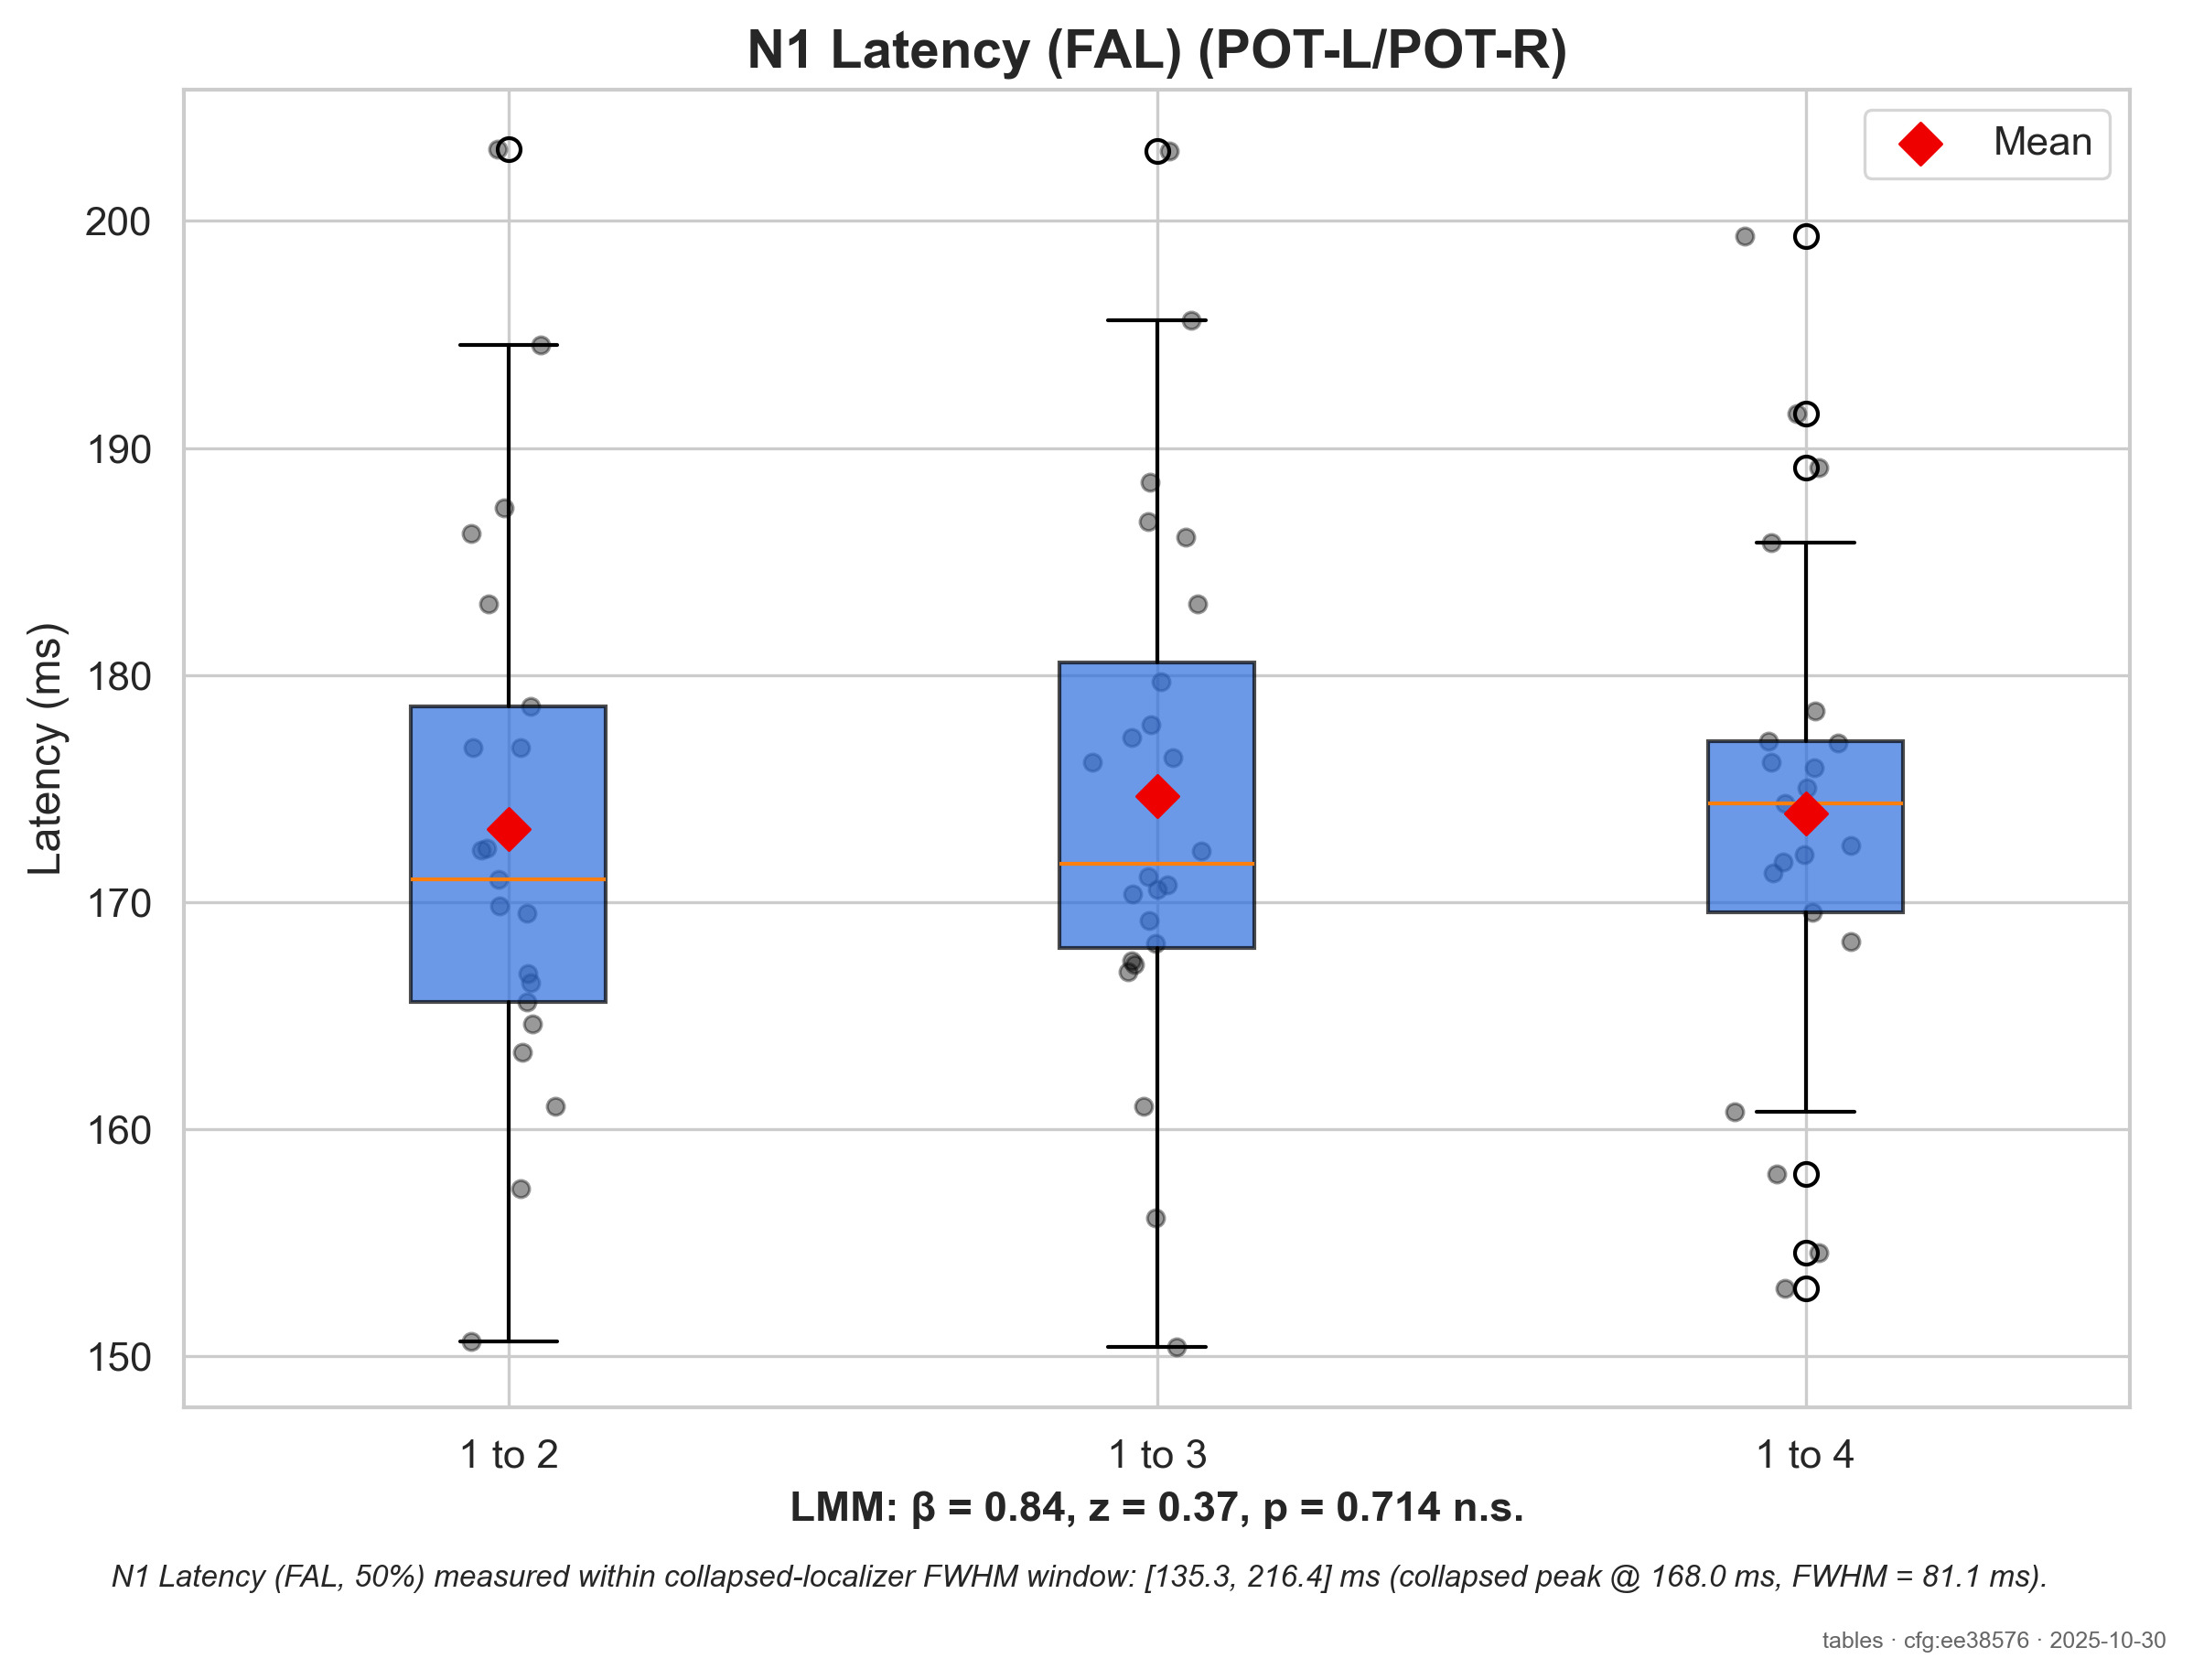 N1 Latency (FAL) (POT-L/POT-R)
Mean
Latency (ms)
200
190
180
170
160
150
1 to 2
1 to 3
1 to 4
LMM: β = 0.84, z = 0.37, p = 0.714 n.s.
N1 Latency (FAL, 50%) measured within collapsed-localizer FWHM window: [135.3, 216.4] ms (collapsed peak @ 168.0 ms, FWHM = 81.1 ms).
tables · cfg:ee38576 · 2025-10-30